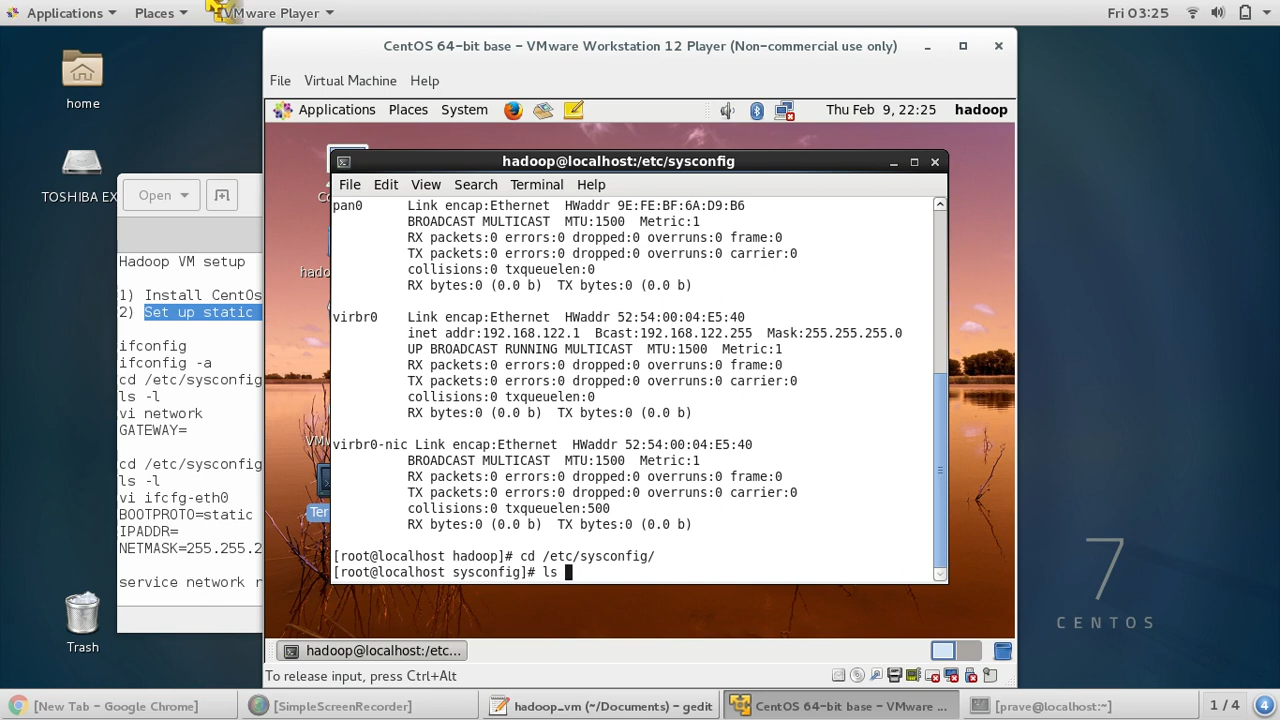 Applications Places VMware Player Fri 03:25
home
TOSHIBA EX
Trash
7
CENTOS
Open
Hadoop VM setup
1) Install CentOs
2) Set up static
ifconfig
ifconfig -a
cd /etc/sysconfig
ls -l
vi network
GATEWAY=
cd /etc/sysconfig
ls -l
vi ifcfg-eth0
BOOTPROTO=static
IPADDR=
NETMASK=255.255.2
service network r
CentOS 64-bit base – VMware Workstation 12 Player (Non-commercial use only)
File Virtual Machine Help
Applications Places System Thu Feb 9, 22:25 hadoop
Co
hado
VMw
Ter
hadoop@localhost:/etc/sysconfig
File Edit View Search Terminal Help
pan0 Link encap:Ethernet HWaddr 9E:FE:BF:6A:D9:B6
BROADCAST MULTICAST MTU:1500 Metric:1
RX packets:0 errors:0 dropped:0 overruns:0 frame:0
TX packets:0 errors:0 dropped:0 overruns:0 carrier:0
collisions:0 txqueuelen:0
RX bytes:0 (0.0 b) TX bytes:0 (0.0 b)
virbr0 Link encap:Ethernet HWaddr 52:54:00:04:E5:40
inet addr:192.168.122.1 Bcast:192.168.122.255 Mask:255.255.255.0
UP BROADCAST RUNNING MULTICAST MTU:1500 Metric:1
RX packets:0 errors:0 dropped:0 overruns:0 frame:0
TX packets:0 errors:0 dropped:0 overruns:0 carrier:0
collisions:0 txqueuelen:0
RX bytes:0 (0.0 b) TX bytes:0 (0.0 b)
virbr0-nic Link encap:Ethernet HWaddr 52:54:00:04:E5:40
BROADCAST MULTICAST MTU:1500 Metric:1
RX packets:0 errors:0 dropped:0 overruns:0 frame:0
TX packets:0 errors:0 dropped:0 overruns:0 carrier:0
collisions:0 txqueuelen:500
RX bytes:0 (0.0 b) TX bytes:0 (0.0 b)
[root@localhost hadoop]# cd /etc/sysconfig/
[root@localhost sysconfig]# ls
hadoop@localhost:/etc...
To release input, press Ctrl+Alt
[New Tab – Google Chrome] [SimpleScreenRecorder] hadoop_vm (~/Documents) – gedit CentOS 64-bit base – VMware ... [prave@localhost:~] 1 / 4 4